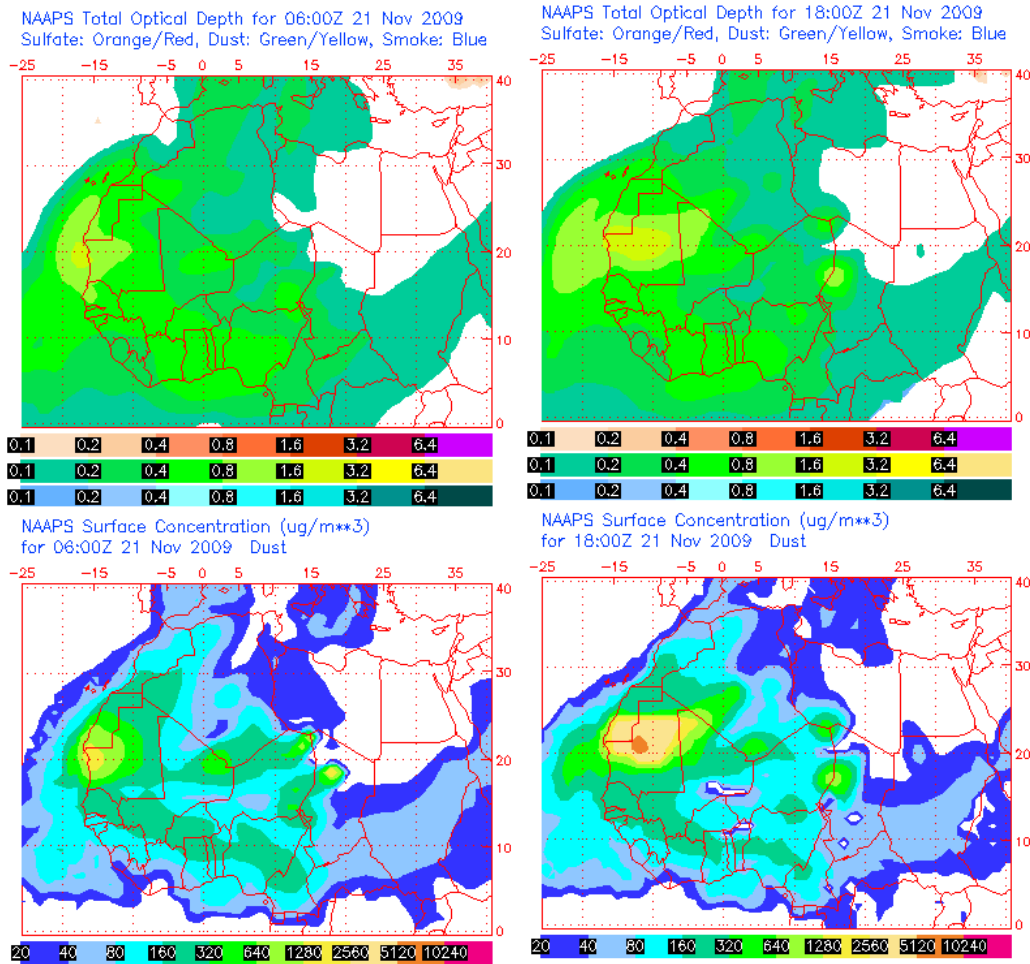 NAAPS Total Optical Depth for 06:00Z 21 Nov 2009
Sulfate: Orange/Red, Dust: Green/Yellow, Smoke: Blue
-25 -15 -5 0 5 15 25 35
40
30
20
10
0
0.1 0.2 0.4 0.8 1.6 3.2 6.4
0.1 0.2 0.4 0.8 1.6 3.2 6.4
0.1 0.2 0.4 0.8 1.6 3.2 6.4
NAAPS Total Optical Depth for 18:00Z 21 Nov 2009
Sulfate: Orange/Red, Dust: Green/Yellow, Smoke: Blue
-25 -15 -5 0 5 15 25 35
40
30
20
10
0
0.1 0.2 0.4 0.8 1.6 3.2 6.4
0.1 0.2 0.4 0.8 1.6 3.2 6.4
0.1 0.2 0.4 0.8 1.6 3.2 6.4
NAAPS Surface Concentration (ug/m**3)
for 06:00Z 21 Nov 2009 Dust
-25 -15 -5 0 5 15 25 35
40
30
20
10
0
20 40 80 160 320 640 1280 2560 5120 10240
NAAPS Surface Concentration (ug/m**3)
for 18:00Z 21 Nov 2009 Dust
-25 -15 -5 0 5 15 25 35
40
30
20
10
0
20 40 80 160 320 640 1280 2560 5120 10240